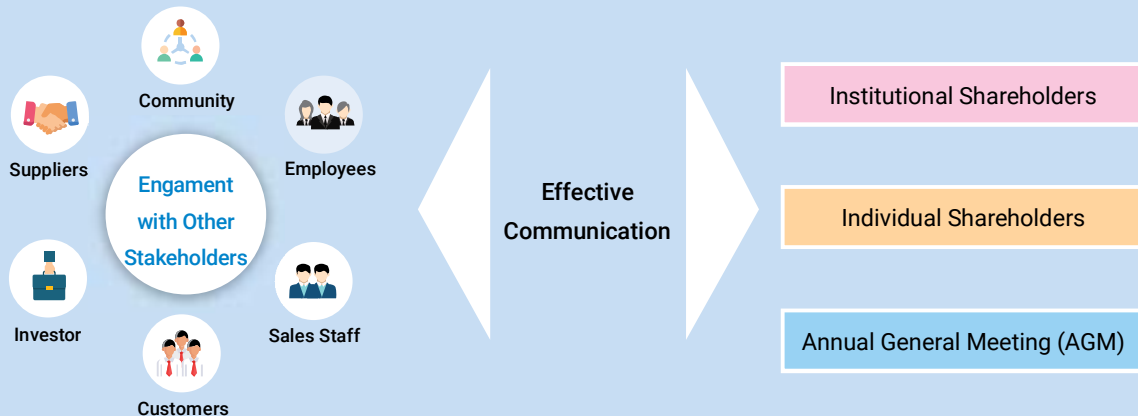 Community
Suppliers
Employees
Engament
with Other
Stakeholders
Investor
Sales Staff
Customers
Effective
Communication
Institutional Shareholders
Individual Shareholders
Annual General Meeting (AGM)